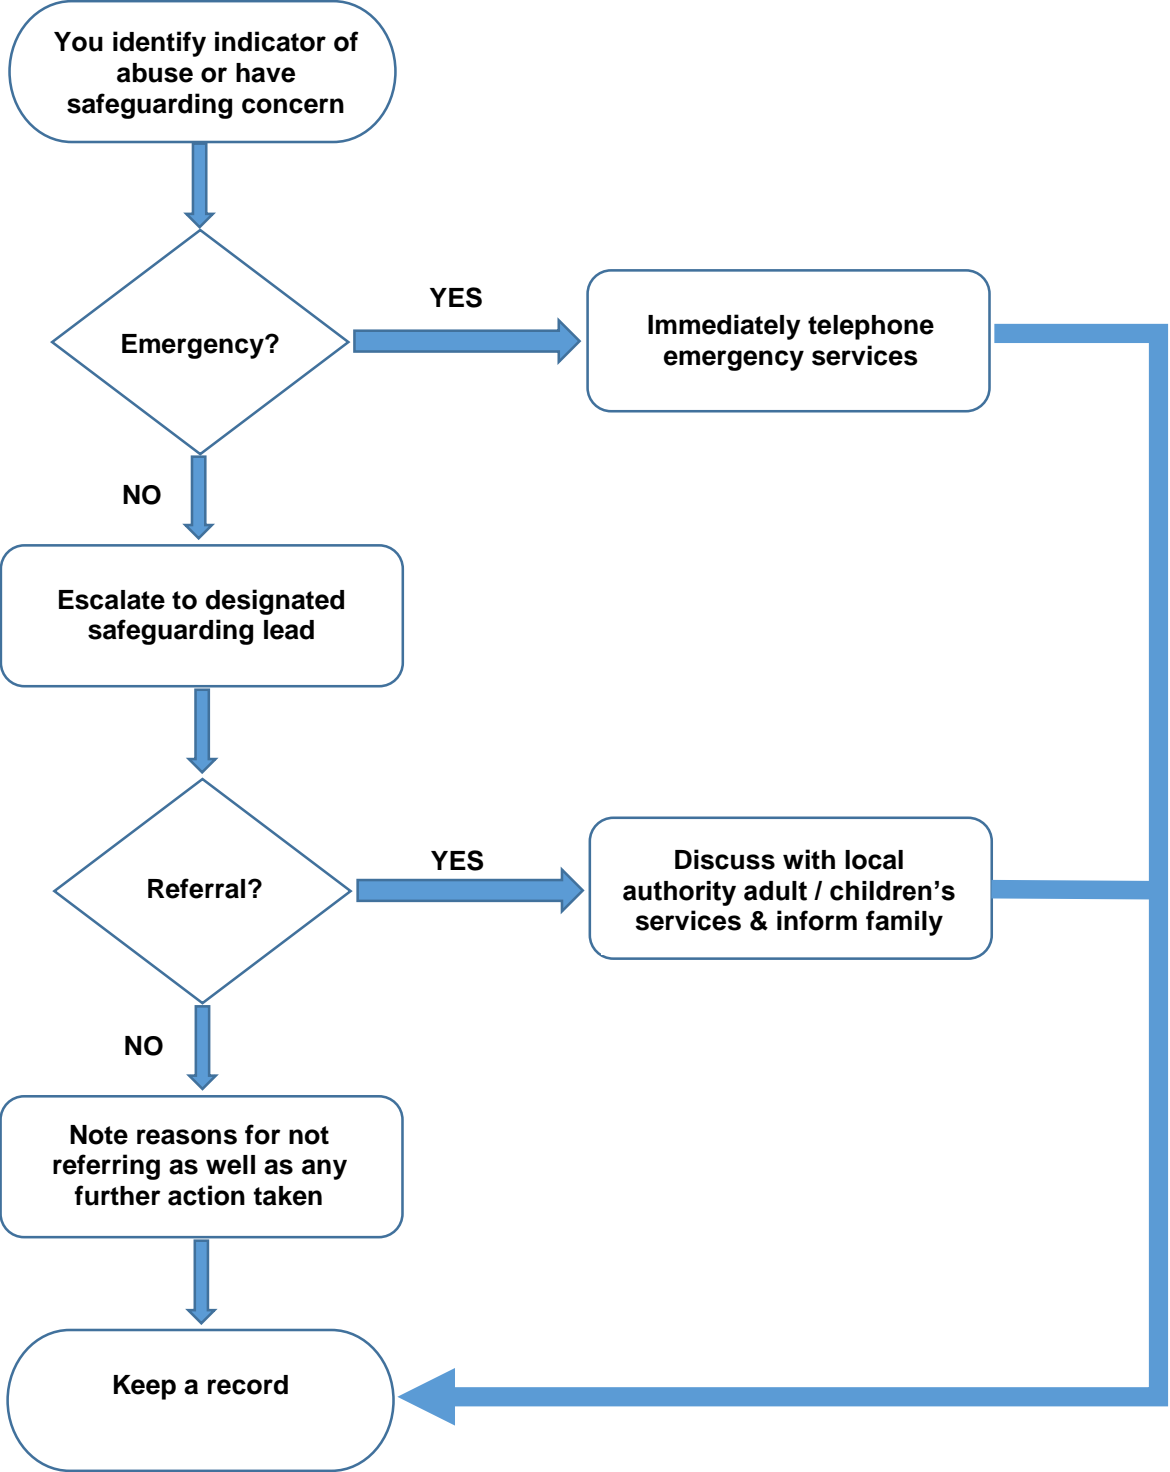 You identify indicator of
abuse or have
safeguarding concern
YES
Immediately telephone
emergency services
Emergency?
NO
Escalate to designated
safeguarding lead
YES
Discuss with local
authority adult / children’s
services & inform family
Referral?
NO
Note reasons for not
referring as well as any
further action taken
Keep a record